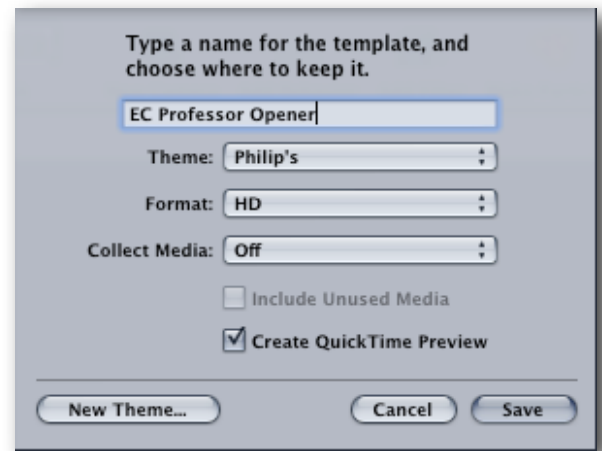 Type a name for the template, and
choose where to keep it.
EC Professor Opener
Theme: Philip's
Format: HD
Collect Media: Off
Include Unused Media
Create QuickTime Preview
New Theme... Cancel Save